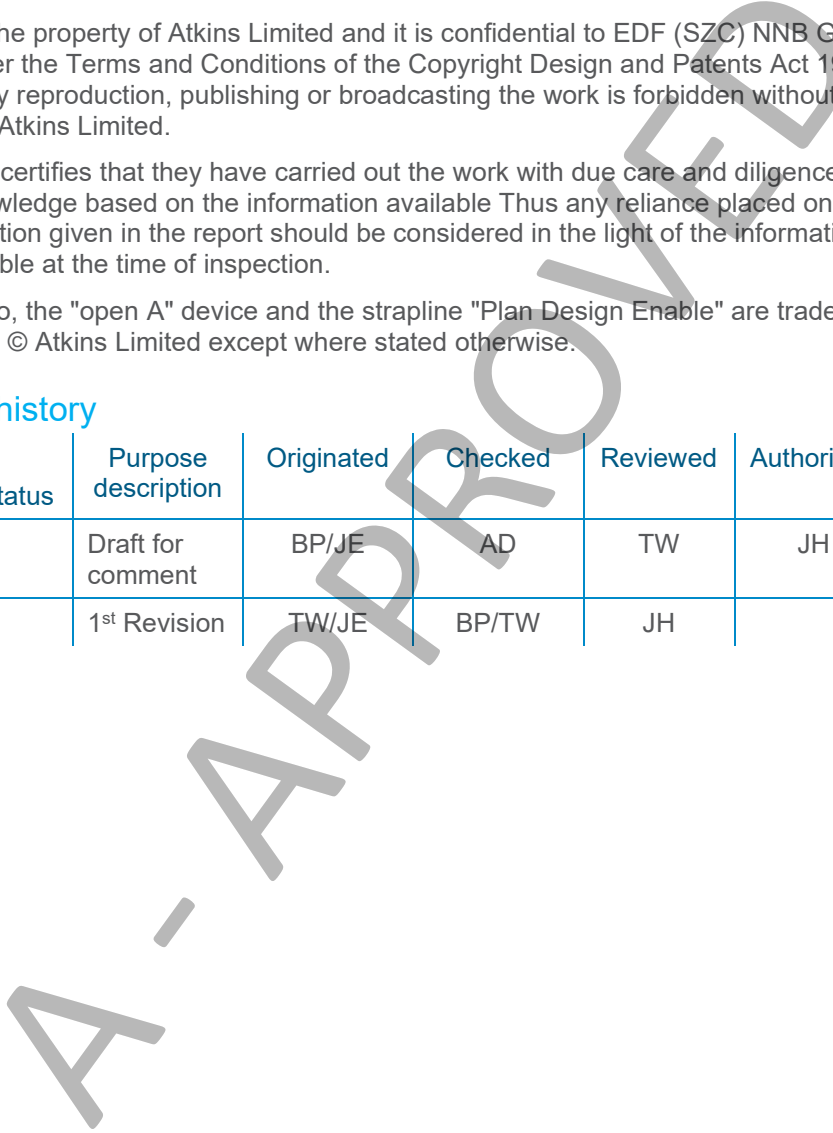 he property of Atkins Limited and it is confidential to EDF (SZC) NNB G
er the Terms and Conditions of the Copyright Design and Patents Act 19
y reproduction, publishing or broadcasting the work is forbidden without
Atkins Limited.
certifies that they have carried out the work with due care and diligence
wledge based on the information available Thus any reliance placed on
tion given in the report should be considered in the light of the informati
ble at the time of inspection.
o, the "open A" device and the strapline "Plan Design Enable" are trade
© Atkins Limited except where stated otherwise.
history
tatus Purpose description Originated Checked Reviewed Authori
Draft for comment BP/JE AD TW JH
1st Revision TW/JE BP/TW JH
A - APPROVED